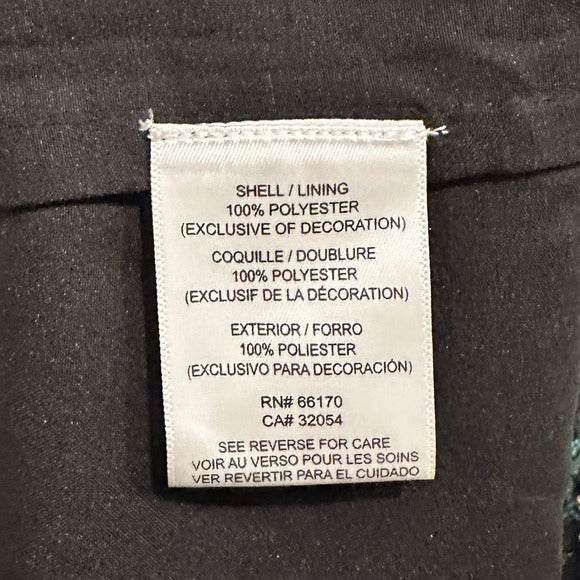 SHELL / LINING
100% POLYESTER
(EXCLUSIVE OF DECORATION)
COQUILLE / DOUBLURE
100% POLYESTER
(EXCLUSIF DE LA DÉCORATION)
EXTERIOR / FORRO
100% POLIESTER
(EXCLUSIVO PARA DECORACIÓN)
RN# 66170
CA# 32054
SEE REVERSE FOR CARE
VOIR AU VERSO POUR LES SOINS
VER REVERTIR PARA EL CUIDADO